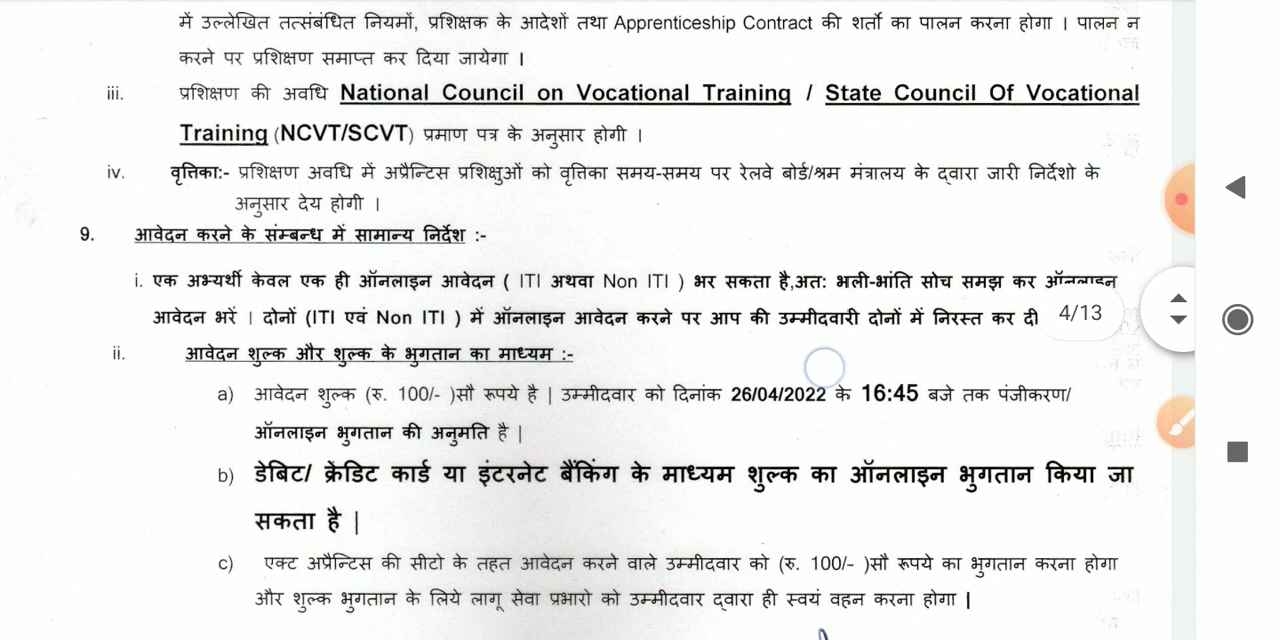 में उल्लेखित तत्संबंधित नियमों, प्रशिक्षक के आदेशों तथा Apprenticeship Contract की शर्तो का पालन करना होगा । पालन न
करने पर प्रशिक्षण समाप्त कर दिया जायेगा ।
iii. प्रशिक्षण की अवधि National Council on Vocational Training / State Council Of Vocational
Training (NCVT/SCVT) प्रमाण पत्र के अनुसार होगी ।
iv. वृत्तिका:- प्रशिक्षण अवधि में अप्रैन्टिस प्रशिक्षुओं को वृत्तिका समय-समय पर रेलवे बोर्ड/श्रम मंत्रालय के द्वारा जारी निर्देशो के
अनुसार देय होगी ।
9. आवेदन करने के संम्बन्ध में सामान्य निर्देश :-
i. एक अभ्यर्थी केवल एक ही ऑनलाइन आवेदन ( ITI अथवा Non ITI ) भर सकता है,अत: भली-भांति सोच समझ कर ऑनलाइन
आवेदन भरें । दोनों (ITI एवं Non ITI ) में ऑनलाइन आवेदन करने पर आप की उम्मीदवारी दोनों में निरस्त कर दी
4/13
ii. आवेदन शुल्क और शुल्क के भुगतान का माध्यम :-
a) आवेदन शुल्क (रु. 100/- )सौ रूपये है | उम्मीदवार को दिनांक 26/04/2022 के 16:45 बजे तक पंजीकरण/
ऑनलाइन भुगतान की अनुमति है |
b) डेबिट/ क्रेंडिट कार्ड या इंटरनेट बैंकिंग के माध्यम शुल्क का ऑनलाइन भुगतान किया जा
सकता है |
c) एक्ट अप्रैन्टिस की सीटो के तहत आवेदन करने वाले उम्मीदवार को (रु. 100/- )सौ रूपये का भुगतान करना होगा
और शुल्क भुगतान के लिये लागू सेवा प्रभारो को उम्मीदवार द्वारा ही स्वयं वहन करना होगा |